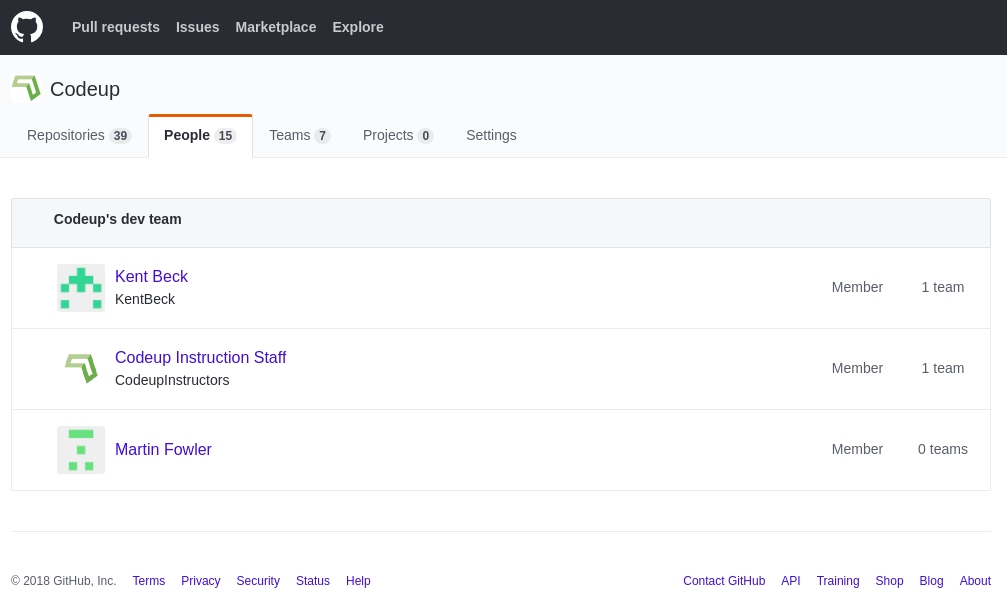 Pull requests Issues Marketplace Explore
Codeup
Repositories 39 People 15 Teams 7 Projects 0 Settings
Codeup's dev team
Kent Beck
KentBeck
Member 1 team
Codeup Instruction Staff
CodeupInstructors
Member 1 team
Martin Fowler
Member 0 teams
© 2018 GitHub, Inc. Terms Privacy Security Status Help Contact GitHub API Training Shop Blog About